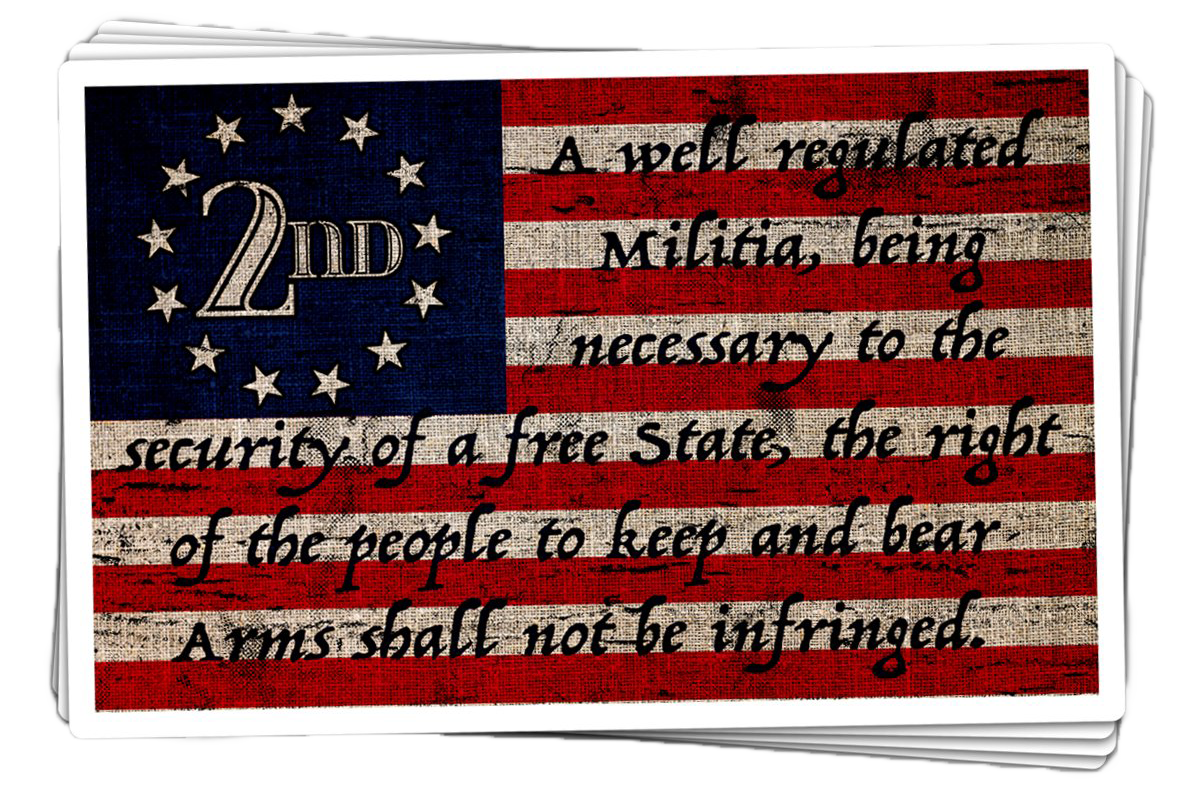 2ND
A well regulated
Militia, being
necessary to the
security of a free State, the right
of the people to keep and bear
Arms shall not be infringed.